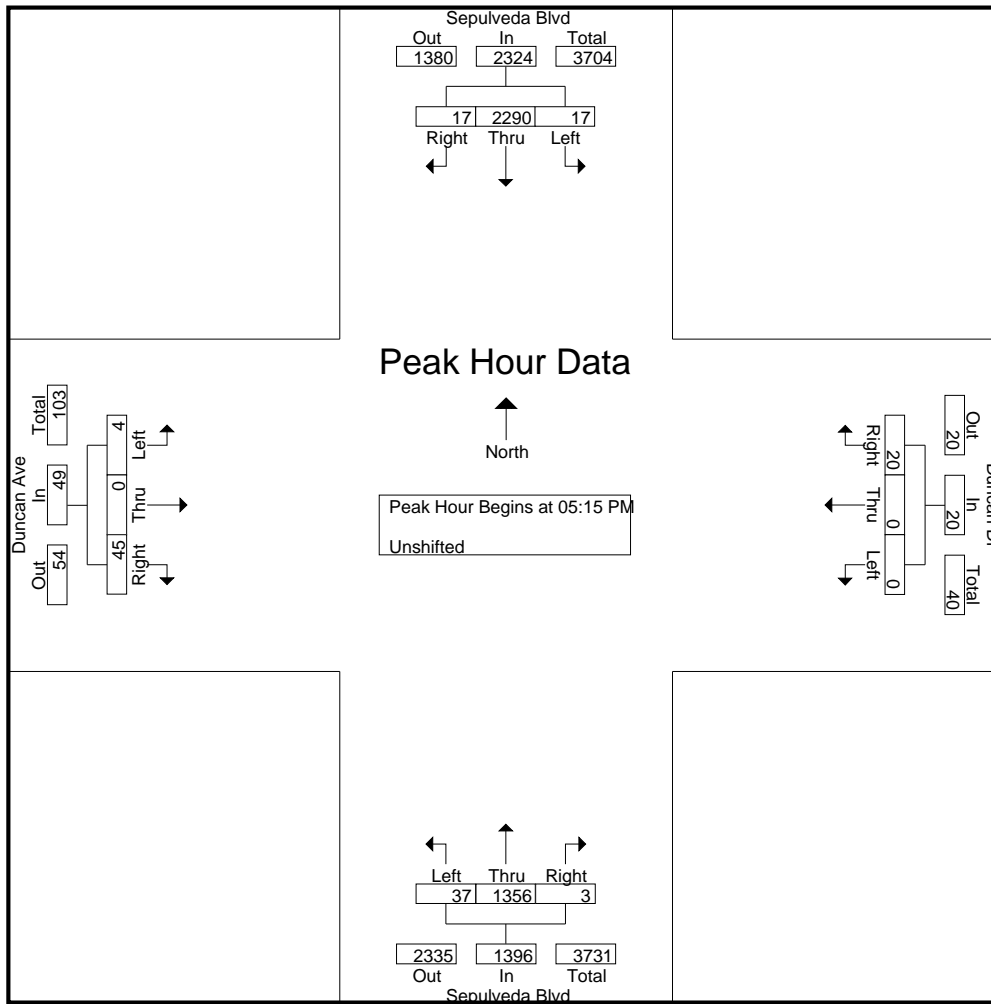 Sepulveda Blvd
Out In Total
1380 2324 3704
17 2290 17
Right Thru Left
Peak Hour Data
North
Peak Hour Begins at 05:15 PM
Unshifted
Duncan Ave
Out In Total
54 49 103
45 0 4
Right Thru Left
Out In Total
20 20 40
20 0 0
Right Thru Left
Left Thru Right
37 1356 3
2335 1396 3731
Out In Total
Sepulveda Blvd